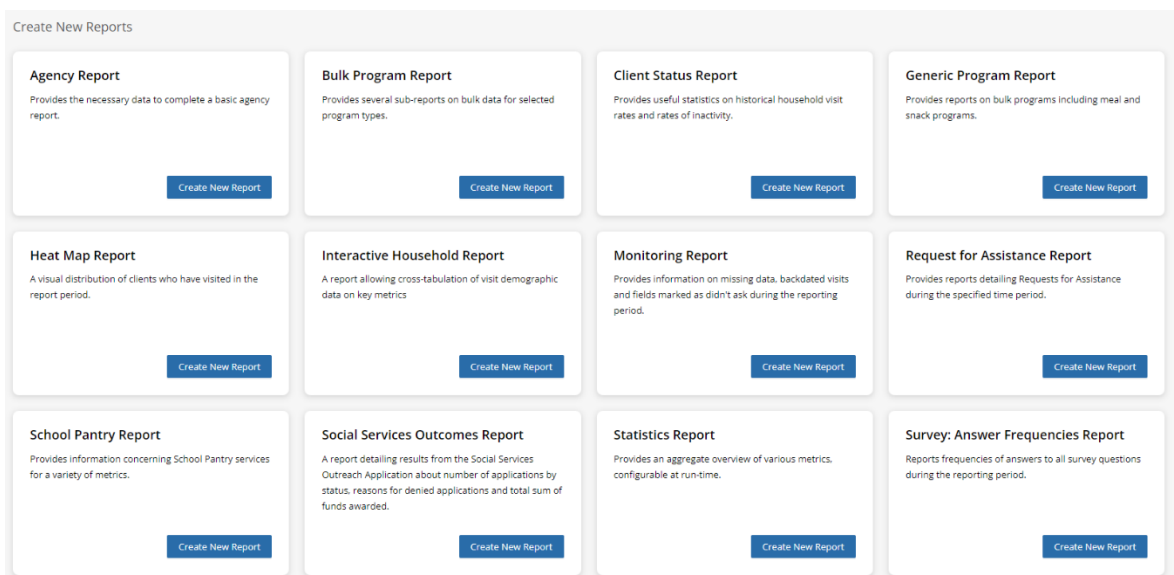 Create New Reports
Agency Report
Provides the necessary data to complete a basic agency
report.
Create New Report
Bulk Program Report
Provides several sub-reports on bulk data for selected
program types.
Create New Report
Client Status Report
Provides useful statistics on historical household visit
rates and rates of inactivity.
Create New Report
Generic Program Report
Provides reports on bulk programs including meal and
snack programs.
Create New Report
Heat Map Report
A visual distribution of clients who have visited in the
report period.
Create New Report
Interactive Household Report
A report allowing cross-tabulation of visit demographic
data on key metrics
Create New Report
Monitoring Report
Provides information on missing data, backdated visits
and fields marked as didn't ask during the reporting
period.
Create New Report
Request for Assistance Report
Provides reports detailing Requests for Assistance
during the specified time period.
Create New Report
School Pantry Report
Provides information concerning School Pantry services
for a variety of metrics.
Create New Report
Social Services Outcomes Report
A report detailing results from the Social Services
Outreach Application about number of applications by
status, reasons for denied applications and total sum of
funds awarded.
Create New Report
Statistics Report
Provides an aggregate overview of various metrics,
configurable at run-time.
Create New Report
Survey: Answer Frequencies Report
Reports frequencies of answers to all survey questions
during the reporting period.
Create New Report